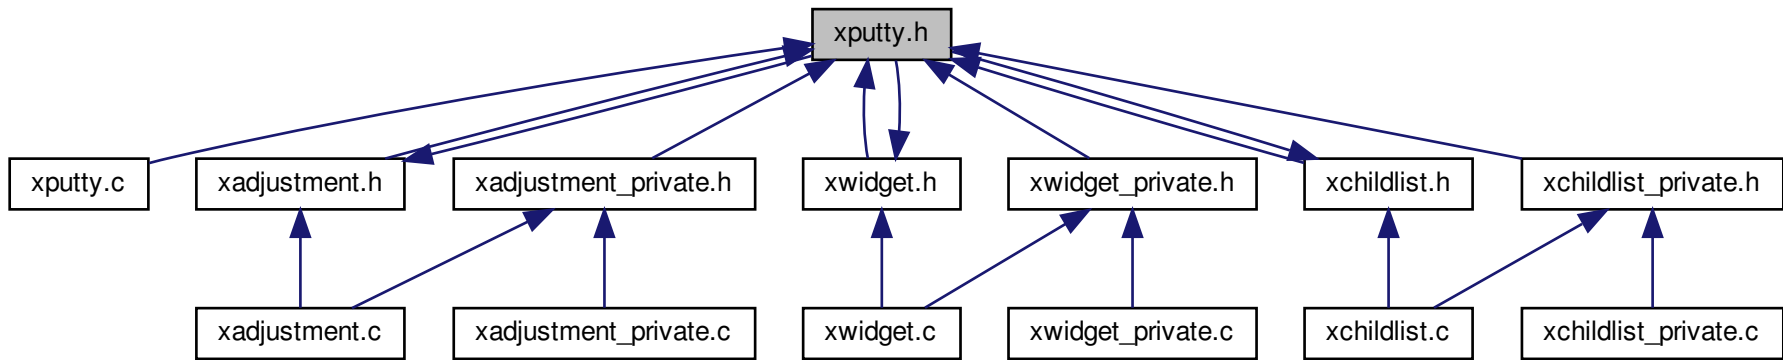 xputty.h
xputty.c
xadjustment.h
xadjustment_private.h
xwidget.h
xwidget_private.h
xchildlist.h
xchildlist_private.h
xadjustment.c
xadjustment_private.c
xwidget.c
xwidget_private.c
xchildlist.c
xchildlist_private.c